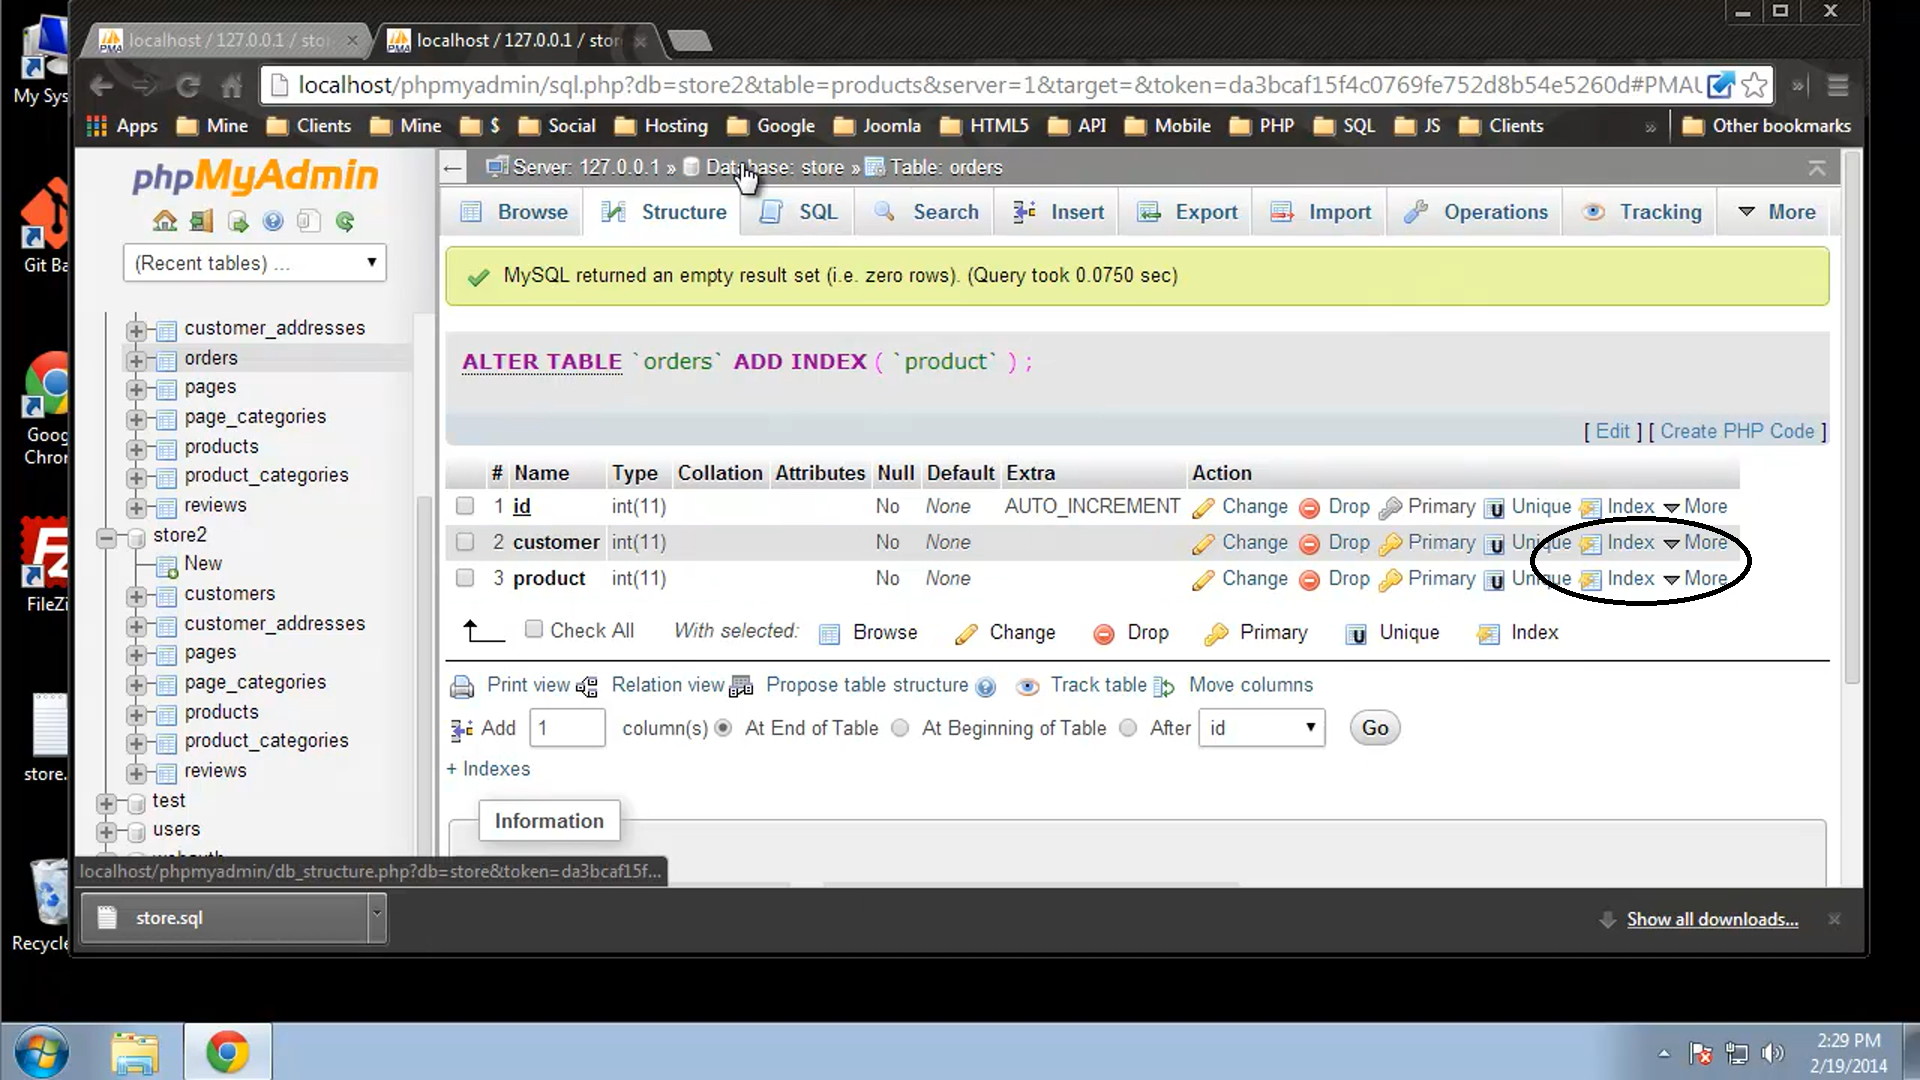 My Sys
localhost / 127.0.0.1 / stor
localhost / 127.0.0.1 / stor
localhost/phpmyadmin/sql.php?db=store2&table=products&server=1&target=&token=da3bcaf15f4c0769fe752d8b54e5260d#PMAU
Apps Mine Clients Mine $ Social Hosting Google Joomla HTML5 API Mobile PHP SQL JS Clients » Other bookmarks
phpMyAdmin
(Recent tables) ...
customer_addresses
orders
pages
page_categories
products
product_categories
reviews
store2
New
customers
customer_addresses
pages
page_categories
products
product_categories
reviews
test
users
webauth
Server: 127.0.0.1 » Database: store » Table: orders
Browse Structure SQL Search Insert Export Import Operations Tracking More
MySQL returned an empty result set (i.e. zero rows). (Query took 0.0750 sec)
ALTER TABLE `orders` ADD INDEX ( `product` ) ;
[ Edit ] [ Create PHP Code ]
# Name Type Collation Attributes Null Default Extra Action
1 id int(11) No None AUTO_INCREMENT Change Drop Primary Unique Index More
2 customer int(11) No None Change Drop Primary Unique Index More
3 product int(11) No None Change Drop Primary Unique Index More
Check All With selected: Browse Change Drop Primary Unique Index
Print view Relation view Propose table structure Track table Move columns
Add 1 column(s) At End of Table At Beginning of Table After id Go
+ Indexes
Information
localhost/phpmyadmin/db_structure.php?db=store&token=da3bcaf15f...
store.sql
Show all downloads...
Git Ba
Goog
Chron
FileZi
store.
Recycle
2:29 PM
2/19/2014